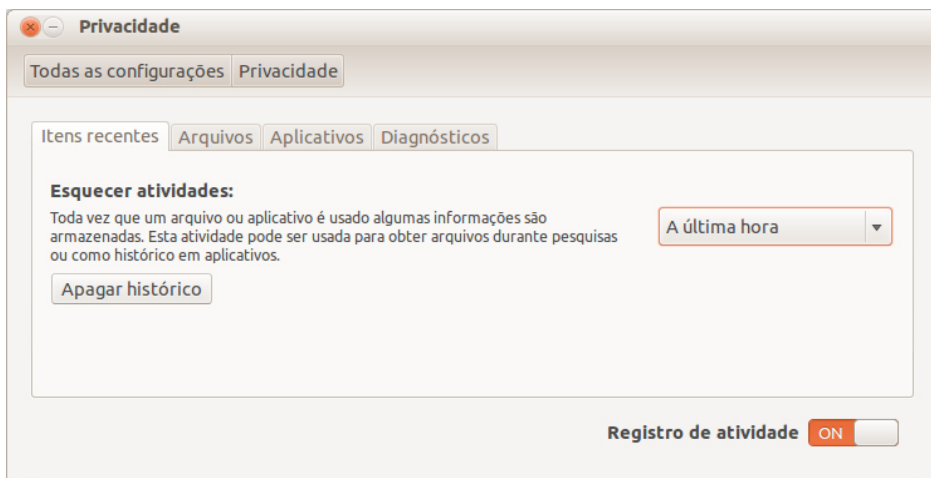 Privacidade
Todas as configurações Privacidade
Itens recentes Arquivos Aplicativos Diagnósticos
Esquecer atividades:
Toda vez que um arquivo ou aplicativo é usado algumas informações são
armazenadas. Esta atividade pode ser usada para obter arquivos durante pesquisas
ou como histórico em aplicativos.
A última hora
Apagar histórico
Registro de atividade ON